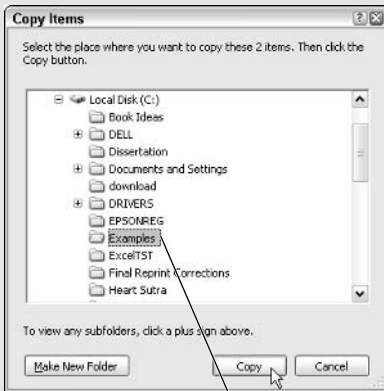 Copy Items
Select the place where you want to copy these 2 items. Then click the
Copy button.
Local Disk (C:)
Book Ideas
DELL
Dissertation
Documents and Settings
download
DRIVERS
EPSONREG
Examples
ExcelTST
Final Reprint Corrections
Heart Sutra
To view any subfolders, click a plus sign above.
Make New Folder Copy Cancel